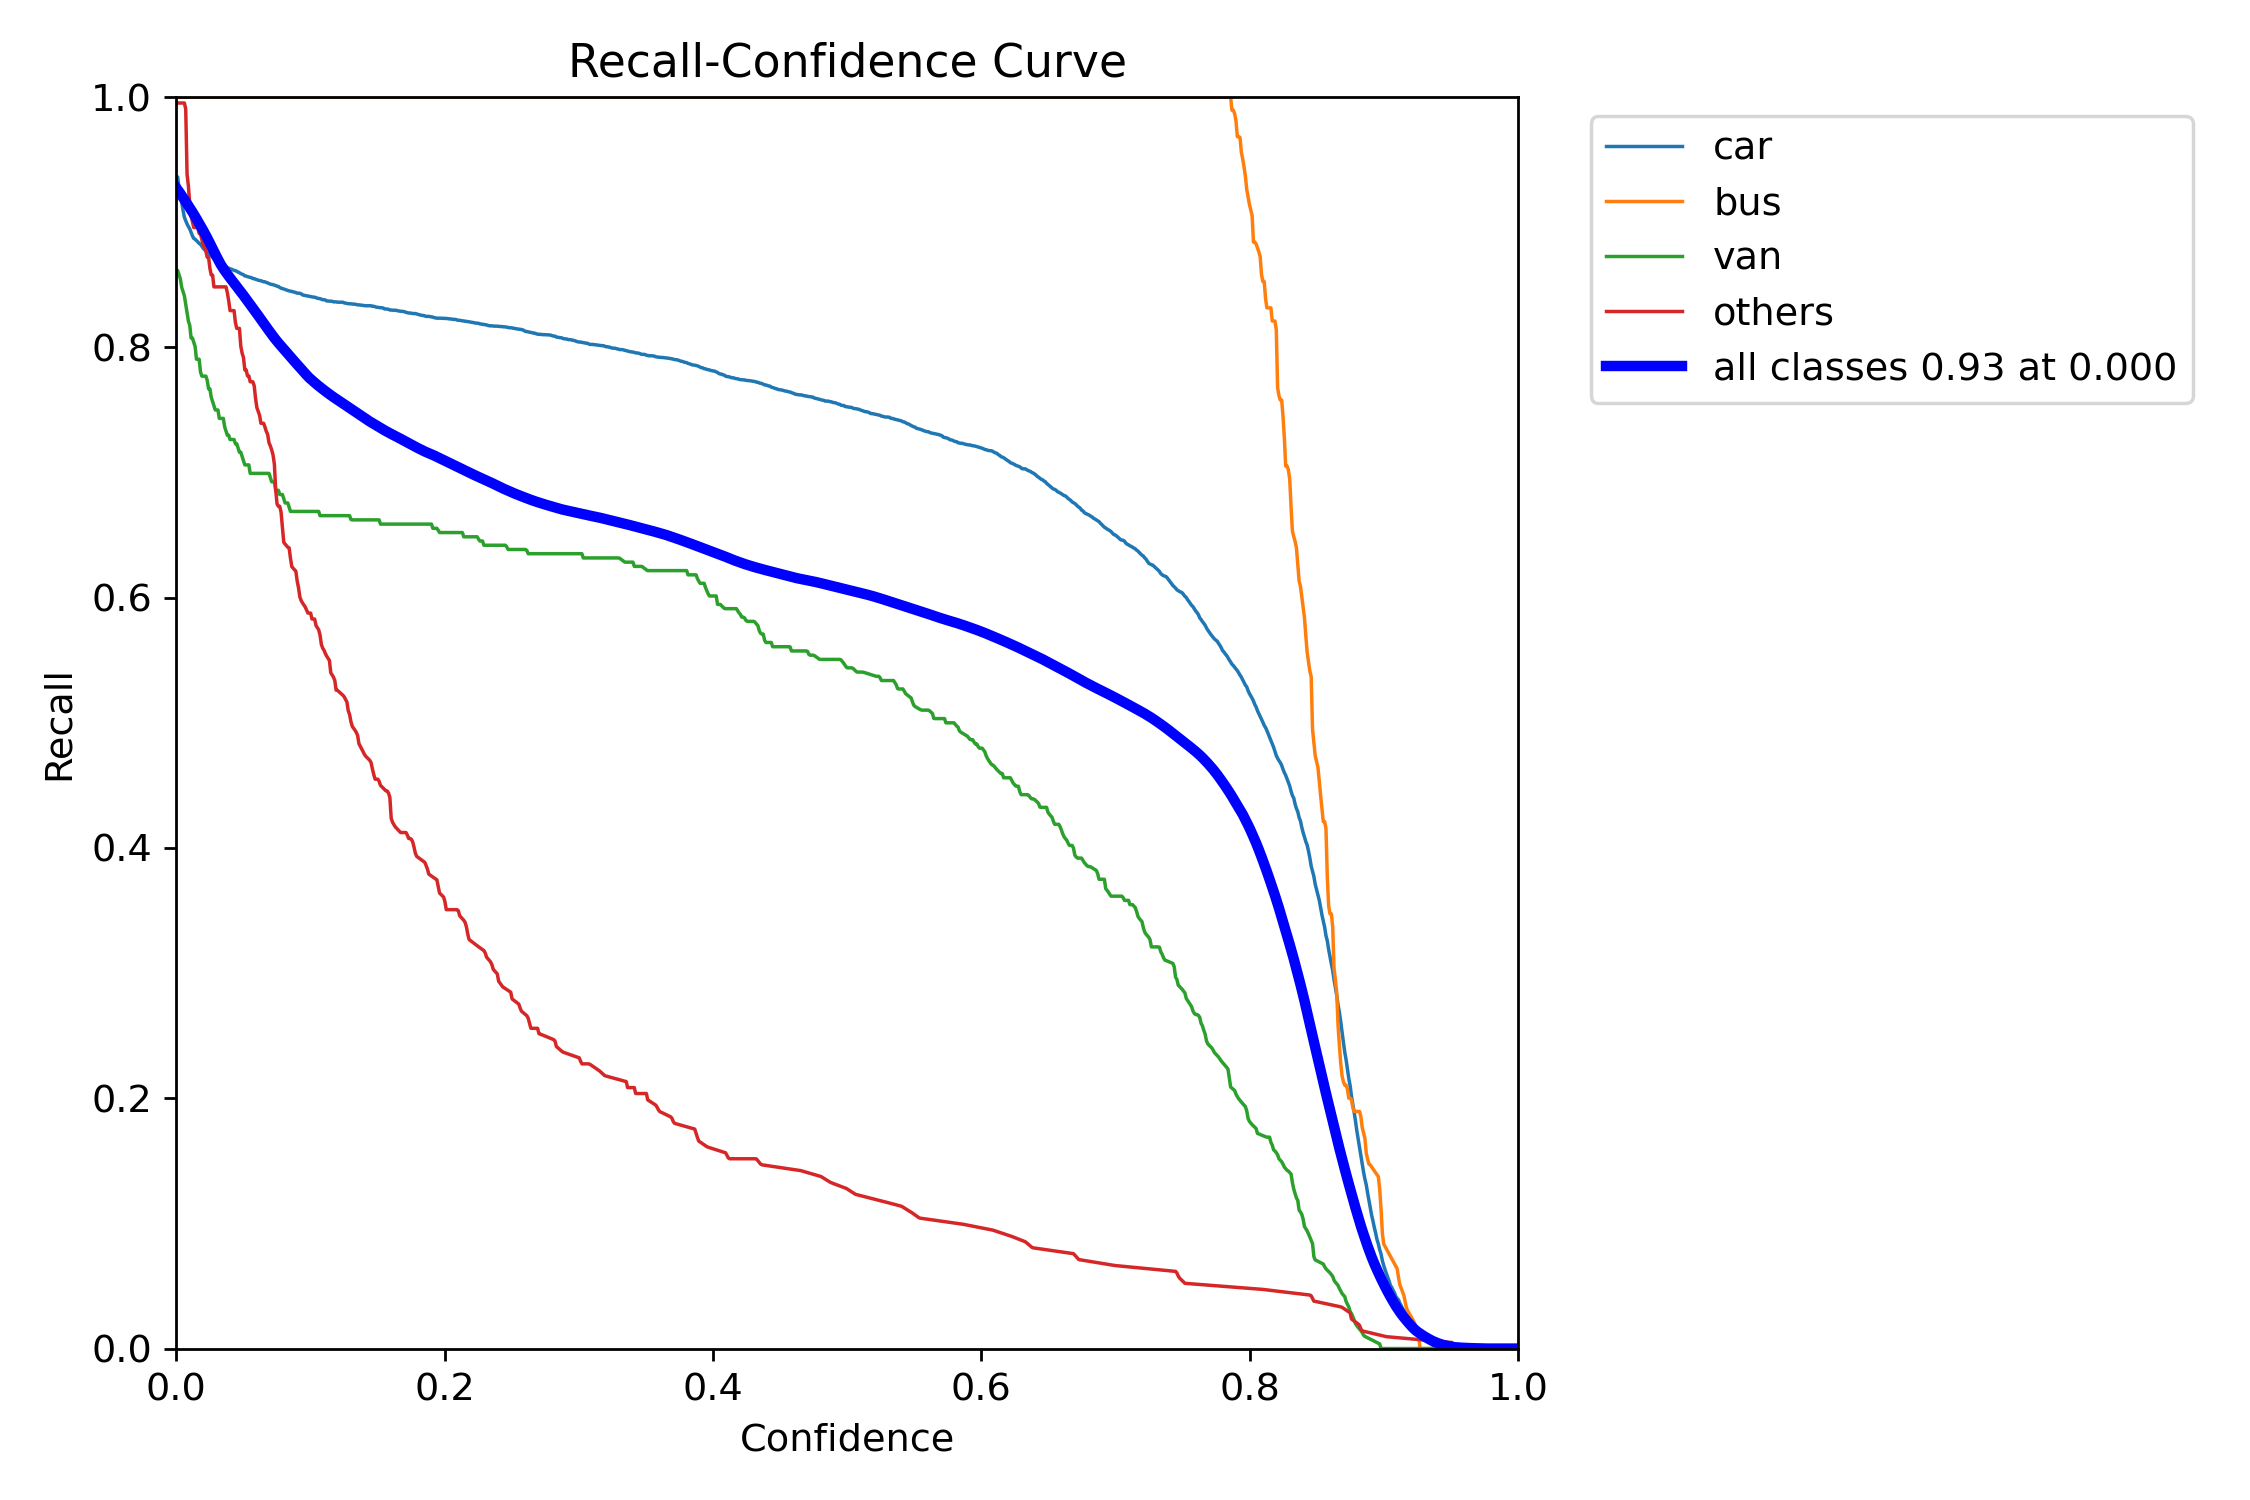 Recall-Confidence Curve
1.0
0.8
0.6
0.4
0.2
0.0
Recall
0.0 0.2 0.4 0.6 0.8 1.0
Confidence
car
bus
van
others
all classes 0.93 at 0.000